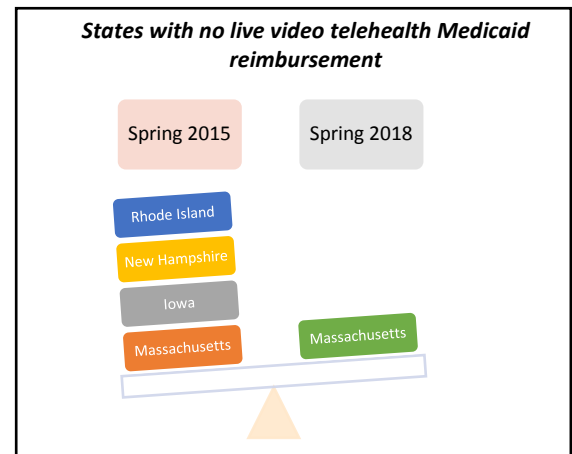 States with no live video telehealth Medicaid
reimbursement
Spring 2015
Spring 2018
Rhode Island
New Hampshire
Iowa
Massachusetts
Massachusetts